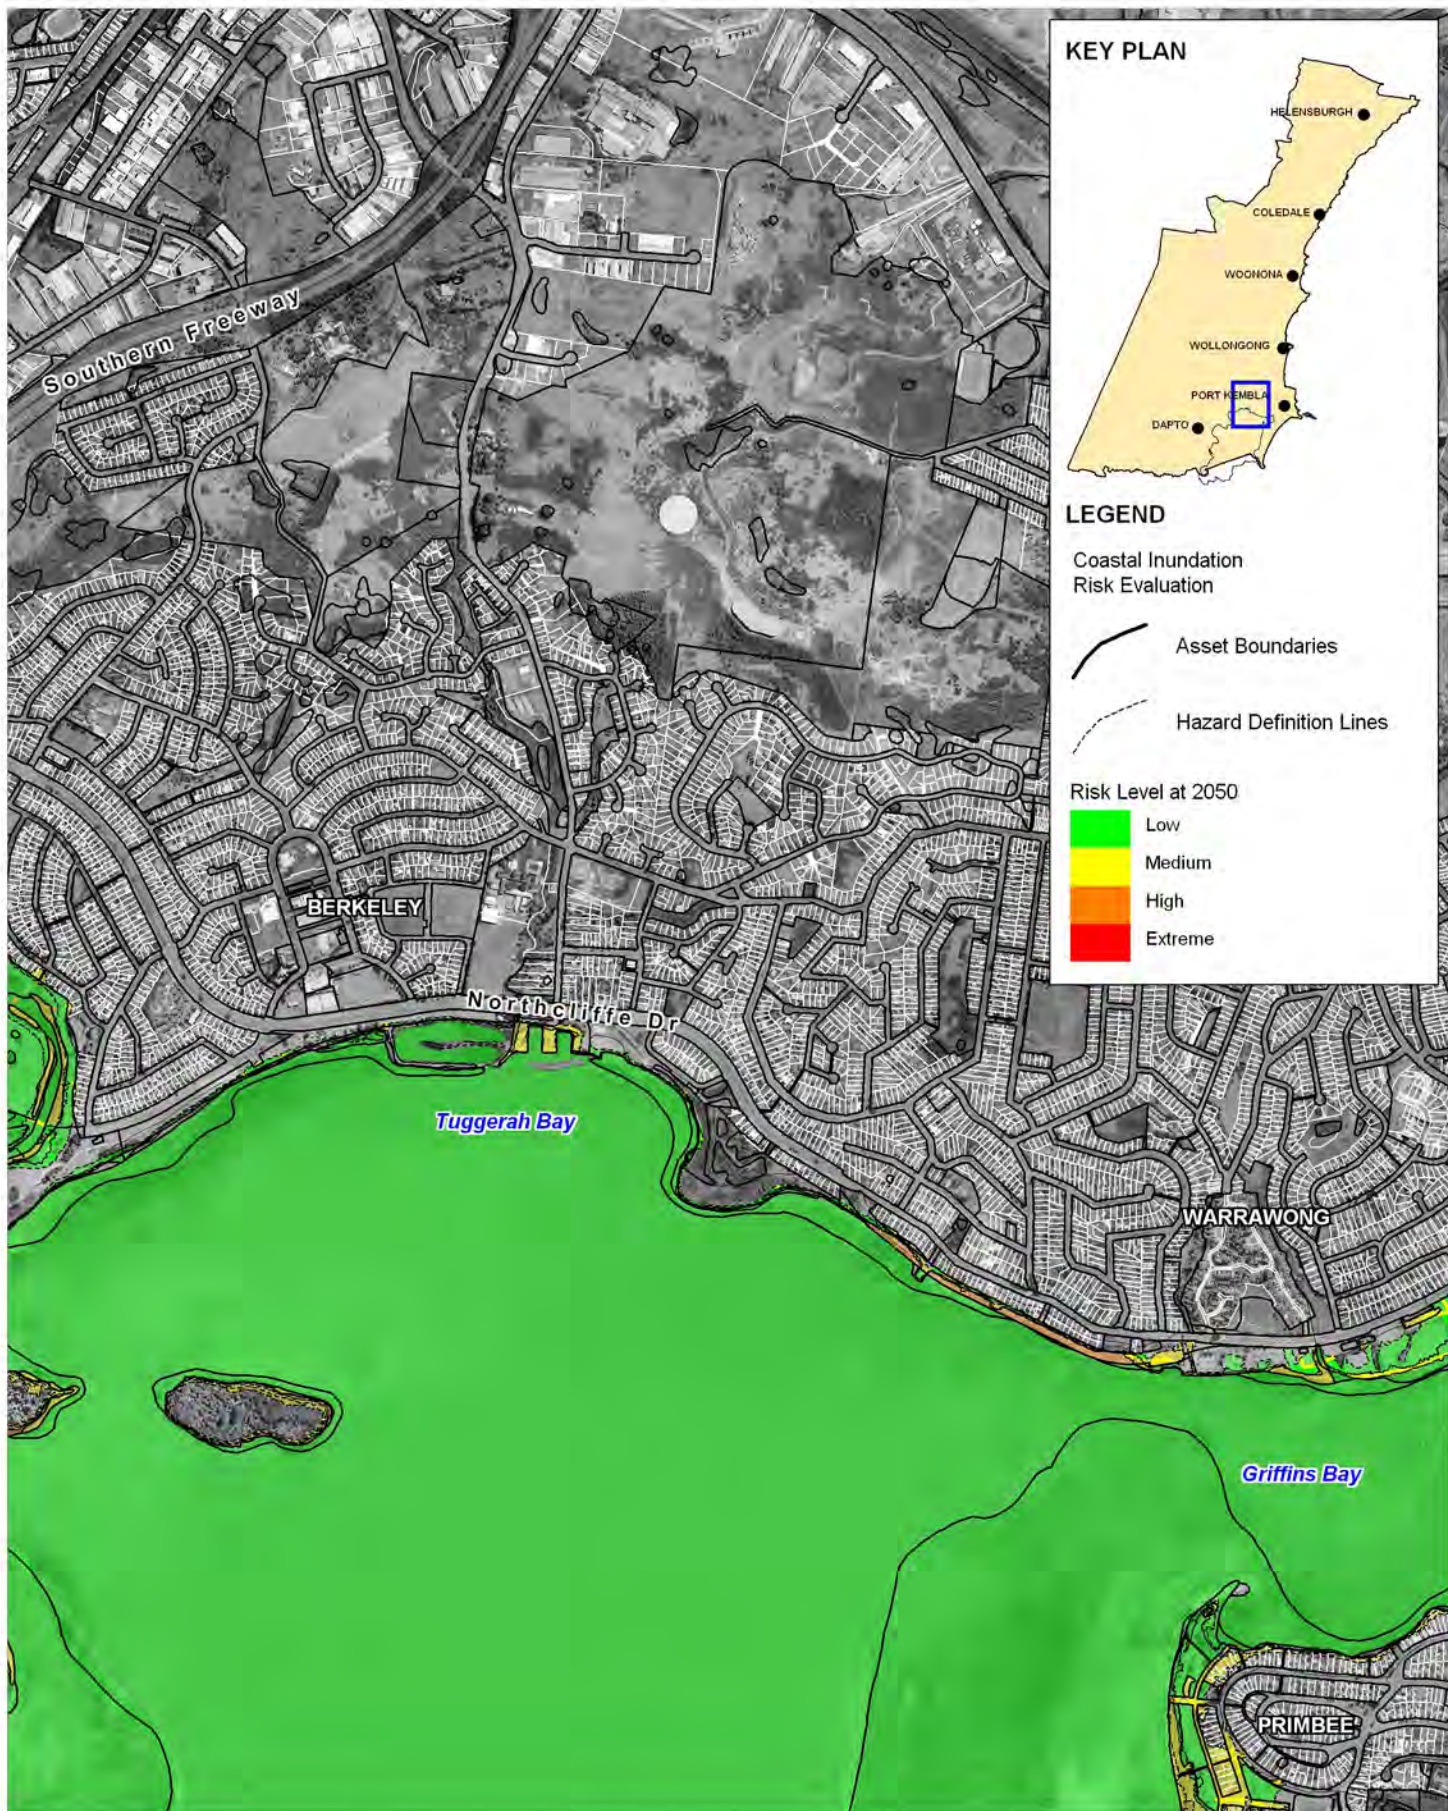 KEY PLAN
HELENSBURGH
COLEDALE
WOONONA
WOLLONGONG
PORT KEMBLA
DAPTO
LEGEND
Coastal Inundation
Risk Evaluation
Asset Boundaries
Hazard Definition Lines
Risk Level at 2050
Low
Medium
High
Extreme
Southern Freeway
BERKELEY
Northcliffe Dr
Tuggerah Bay
WARRAWONG
Griffins Bay
PRIMBEE